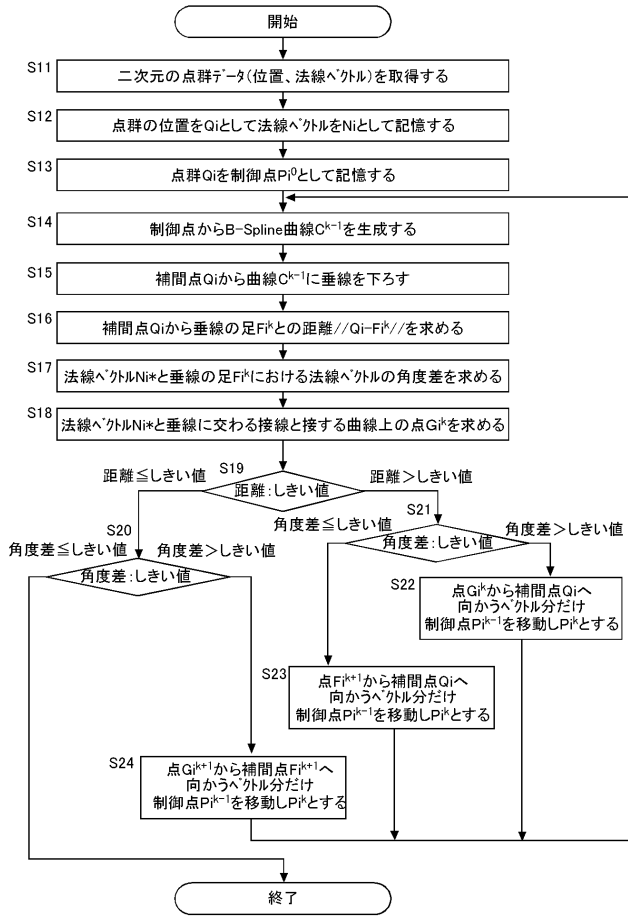 開始
S11
二次元の点群データ(位置、法線ベクトル)を取得する
S12
点群の位置をQiとして法線ベクトルをNiとして記憶する
S13
点群Qiを制御点Pi⁰として記憶する
S14
制御点からB-Spline曲線Cᵏ⁻¹を生成する
S15
補間点Qiから曲線Cᵏ⁻¹に垂線を下ろす
S16
補間点Qiから垂線の足Fiᵏとの距離//Qi-Fiᵏ//を求める
S17
法線ベクトルNi*と垂線の足Fiᵏにおける法線ベクトルの角度差を求める
S18
法線ベクトルNi*と垂線に交わる接線と接する曲線上の点Giᵏを求める
S19
距離≦しきい値
距離>しきい値
距離:しきい値
S20
角度差≦しきい値
角度差>しきい値
角度差:しきい値
S21
角度差≦しきい値
角度差>しきい値
角度差:しきい値
S22
点Giᵏから補間点Qiへ
向かうベクトル分だけ
制御点Piᵏ⁻¹を移動しPiᵏとする
S23
点Fiᵏ⁺¹から補間点Qiへ
向かうベクトル分だけ
制御点Piᵏ⁻¹を移動しPiᵏとする
S24
点Giᵏ⁺¹から補間点Fiᵏ⁺¹へ
向かうベクトル分だけ
制御点Piᵏ⁻¹を移動しPiᵏとする
終了